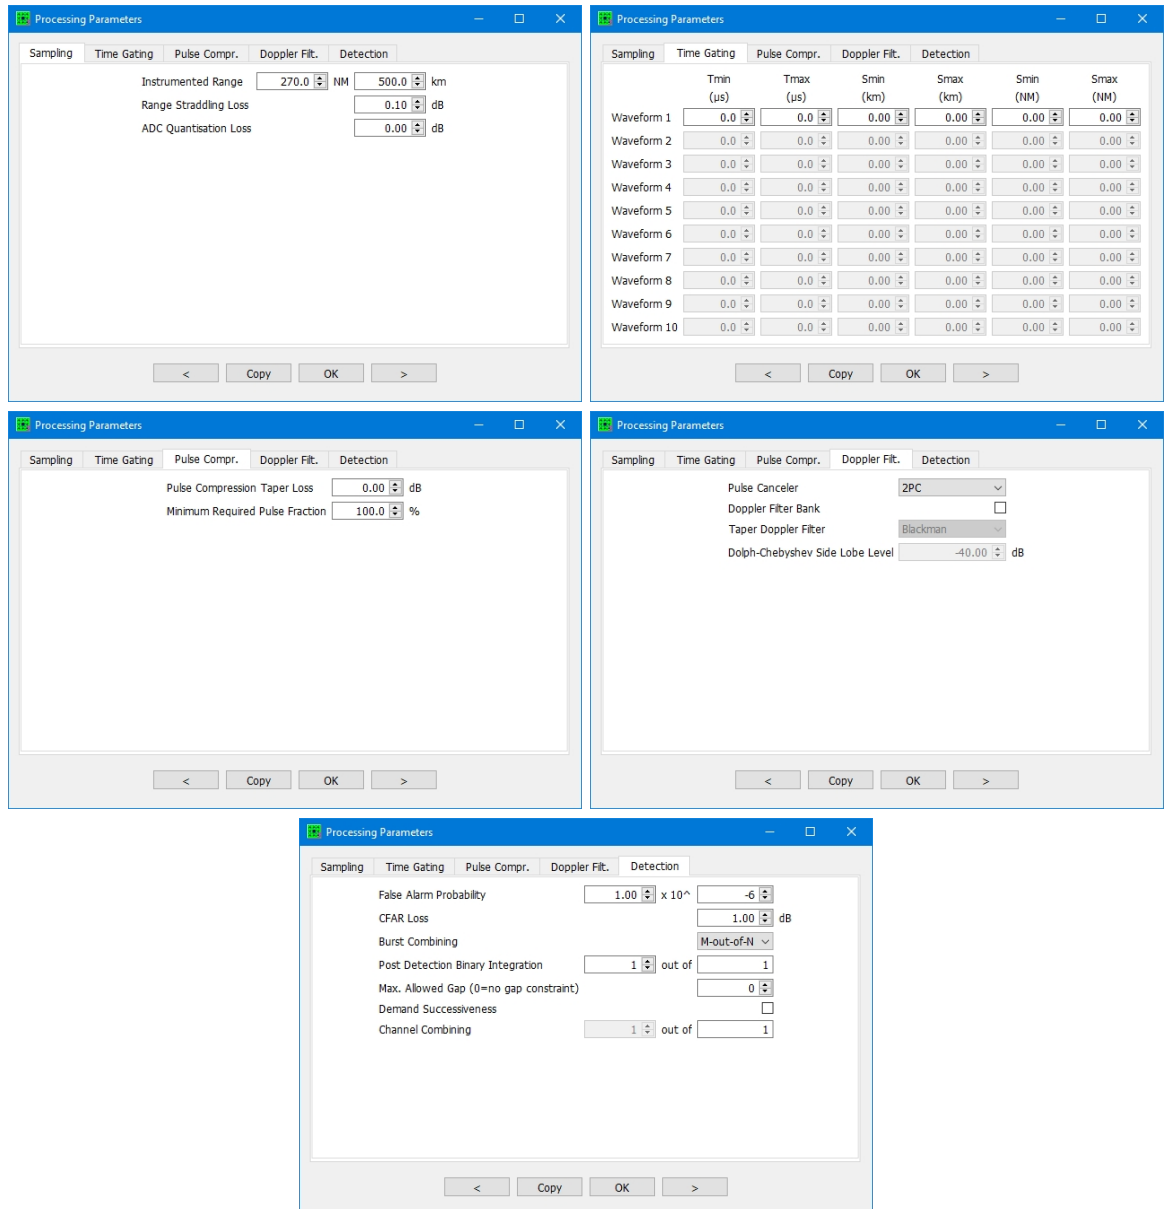 Processing Parameters
Sampling Time Gating Pulse Compr. Doppler Filt. Detection
Instrumented Range 270.0 NM 500.0 km
Range Straddling Loss 0.10 dB
ADC Quantisation Loss 0.00 dB
< Copy OK >
Processing Parameters
Sampling Time Gating Pulse Compr. Doppler Filt. Detection
Tmin Tmax Smin Smax Smin Smax
(µs) (µs) (km) (km) (NM) (NM)
Waveform 1 0.0 0.0 0.00 0.00 0.00 0.00
Waveform 2 0.0 0.0 0.00 0.00 0.00 0.00
Waveform 3 0.0 0.0 0.00 0.00 0.00 0.00
Waveform 4 0.0 0.0 0.00 0.00 0.00 0.00
Waveform 5 0.0 0.0 0.00 0.00 0.00 0.00
Waveform 6 0.0 0.0 0.00 0.00 0.00 0.00
Waveform 7 0.0 0.0 0.00 0.00 0.00 0.00
Waveform 8 0.0 0.0 0.00 0.00 0.00 0.00
Waveform 9 0.0 0.0 0.00 0.00 0.00 0.00
Waveform 10 0.0 0.0 0.00 0.00 0.00 0.00
< Copy OK >
Processing Parameters
Sampling Time Gating Pulse Compr. Doppler Filt. Detection
Pulse Compression Taper Loss 0.00 dB
Minimum Required Pulse Fraction 100.0 %
< Copy OK >
Processing Parameters
Sampling Time Gating Pulse Compr. Doppler Filt. Detection
Pulse Canceler 2PC
Doppler Filter Bank
Taper Doppler Filter Blackman
Dolph-Chebyshev Side Lobe Level -40.00 dB
< Copy OK >
Processing Parameters
Sampling Time Gating Pulse Compr. Doppler Filt. Detection
False Alarm Probability 1.00 x 10^ -6
CFAR Loss 1.00 dB
Burst Combining M-out-of-N
Post Detection Binary Integration 1 out of 1
Max. Allowed Gap (0=no gap constraint) 0
Demand Successiveness
Channel Combining 1 out of 1
< Copy OK >